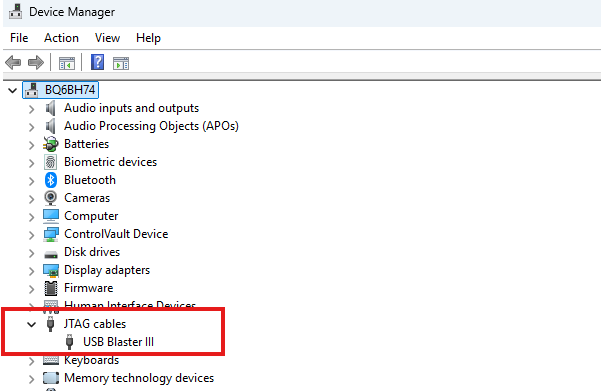 Device Manager
File Action View Help
BQ6BH74
Audio inputs and outputs
Audio Processing Objects (APOs)
Batteries
Biometric devices
Bluetooth
Cameras
Computer
ControlVault Device
Disk drives
Display adapters
Firmware
Human Interface Devices
JTAG cables
USB Blaster III
Keyboards
Memory technology devices